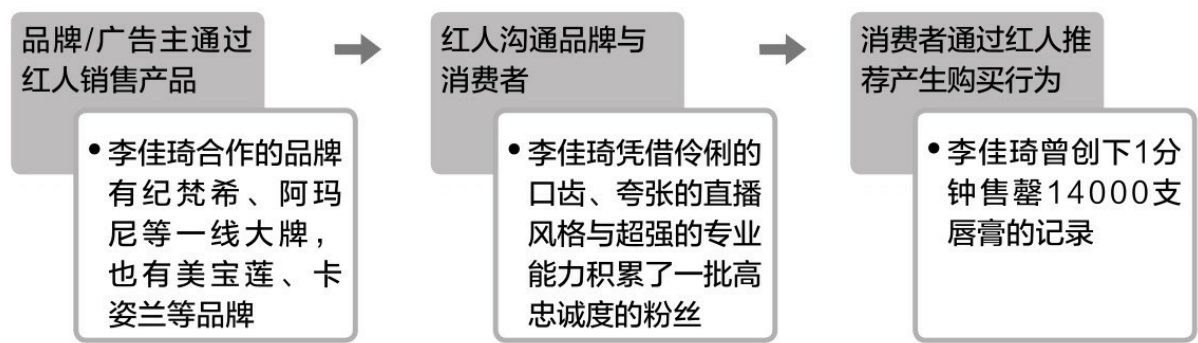 品牌/广告主通过
红人销售产品
李佳琦合作的品牌
有纪梵希、阿玛
尼等一线大牌，
也有美宝莲、卡
姿兰等品牌
红人沟通品牌与
消费者
李佳琦凭借伶俐的
口齿、夸张的直播
风格与超强的专业
能力积累了一批高
忠诚度的粉丝
消费者通过红人推
荐产生购买行为
李佳琦曾创下1分
钟售罄14000支
唇膏的记录